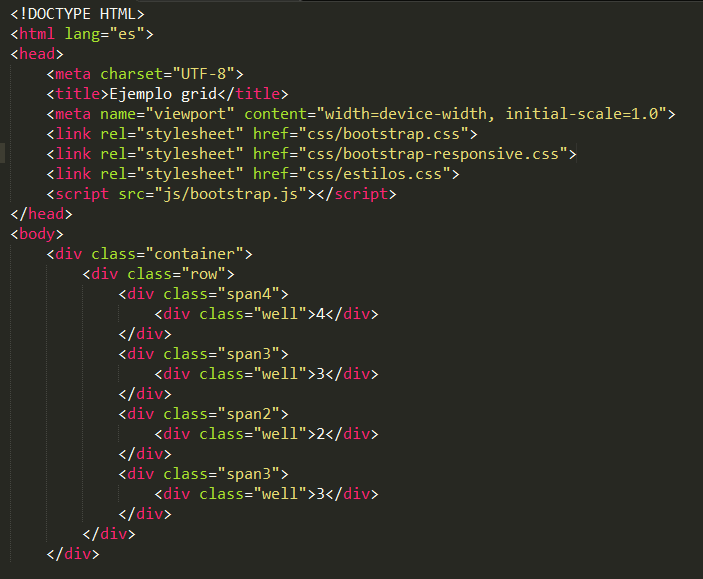 <!DOCTYPE HTML>
<html lang="es">
<head>
    <meta charset="UTF-8">
    <title>Ejemplo grid</title>
    <meta name="viewport" content="width=device-width, initial-scale=1.0">
    <link rel="stylesheet" href="css/bootstrap.css">
    <link rel="stylesheet" href="css/bootstrap-responsive.css">
    <link rel="stylesheet" href="css/estilos.css">
    <script src="js/bootstrap.js"></script>
</head>
<body>
    <div class="container">
        <div class="row">
            <div class="span4">
                <div class="well">4</div>
            </div>
            <div class="span3">
                <div class="well">3</div>
            </div>
            <div class="span2">
                <div class="well">2</div>
            </div>
            <div class="span3">
                <div class="well">3</div>
            </div>
        </div>
    </div>